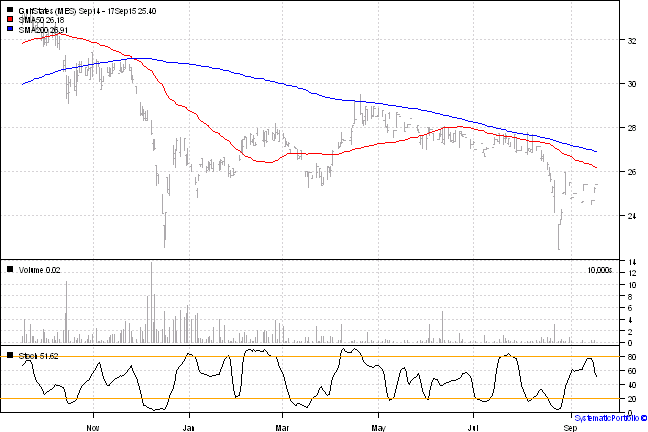 GulfStates (MES) Sep14 - 17Sep15 25.40
SMA50 26.18
SMA200 26.91
32
30
28
26
24
Volume 0.02
14
12
10
8
6
4
2
0
10,000s
Stoch 51.62
80
60
40
20
0
Nov
Jan
Mar
May
Jul
Sep
SystematicPortfolio ©